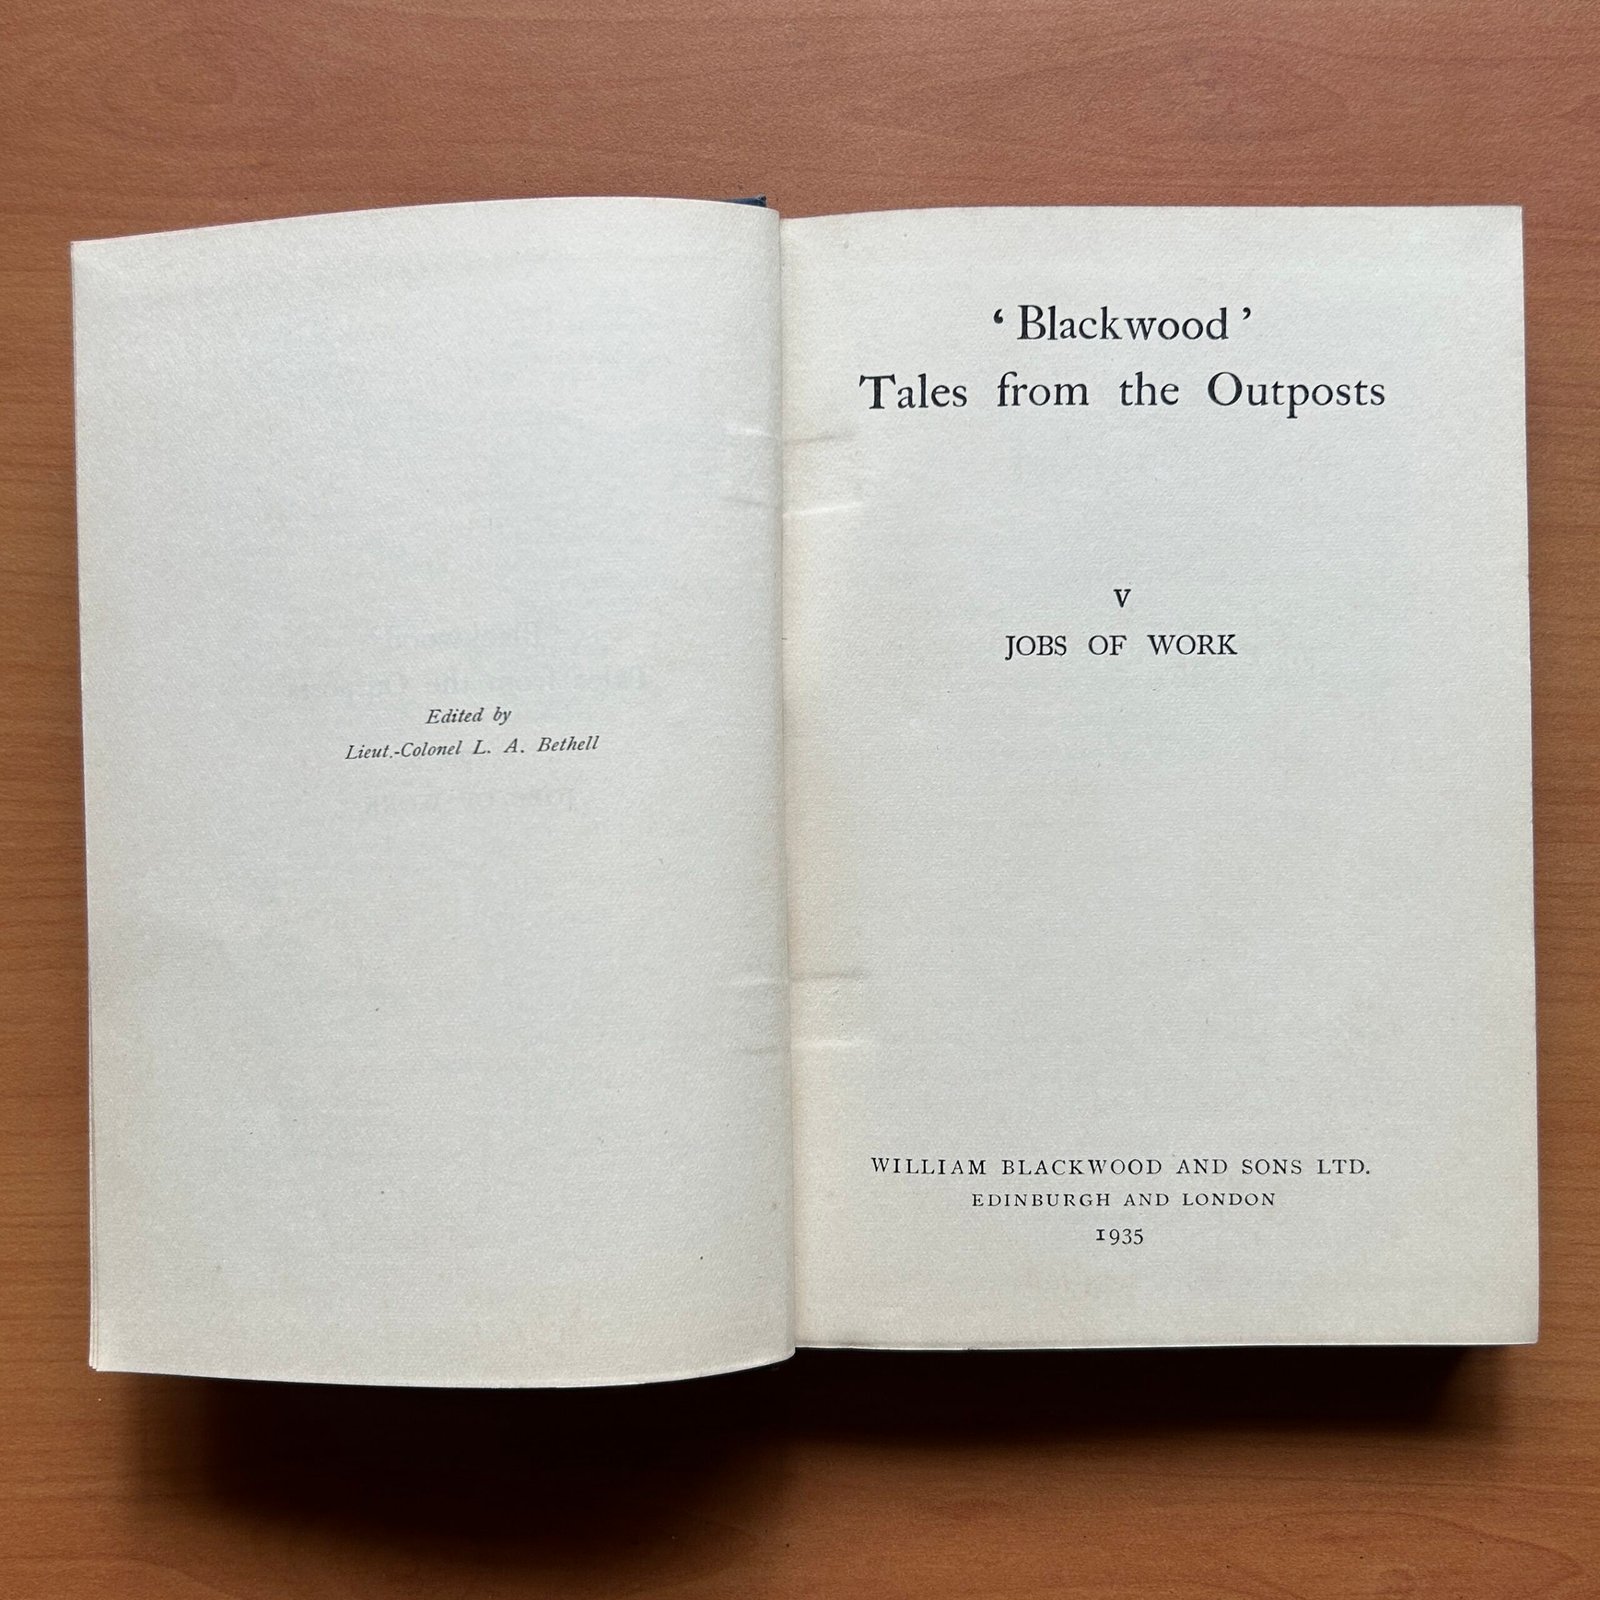 Edited by
Lieut.-Colonel L. A. Bethell
‘Blackwood’
Tales from the Outposts
V
JOBS OF WORK
WILLIAM BLACKWOOD AND SONS LTD.
EDINBURGH AND LONDON
1935